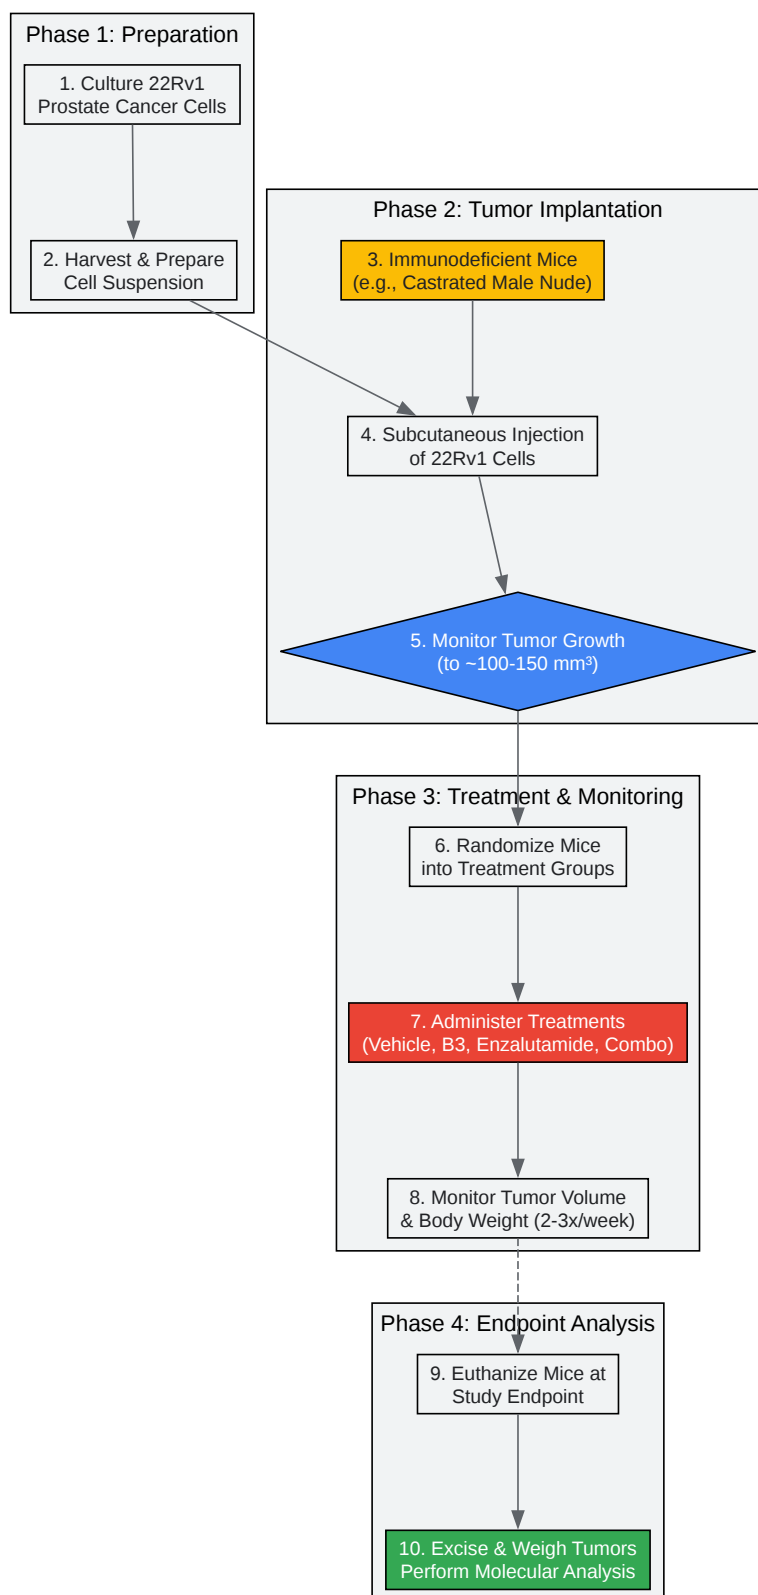 Phase 1: Preparation
1. Culture 22Rv1
Prostate Cancer Cells
2. Harvest & Prepare
Cell Suspension
Phase 2: Tumor Implantation
3. Immunodeficient Mice
(e.g., Castrated Male Nude)
4. Subcutaneous Injection
of 22Rv1 Cells
5. Monitor Tumor Growth
(to ~100-150 mm³)
Phase 3: Treatment & Monitoring
6. Randomize Mice
into Treatment Groups
7. Administer Treatments
(Vehicle, B3, Enzalutamide, Combo)
8. Monitor Tumor Volume
& Body Weight (2-3x/week)
Phase 4: Endpoint Analysis
9. Euthanize Mice at
Study Endpoint
10. Excise & Weigh Tumors
Perform Molecular Analysis